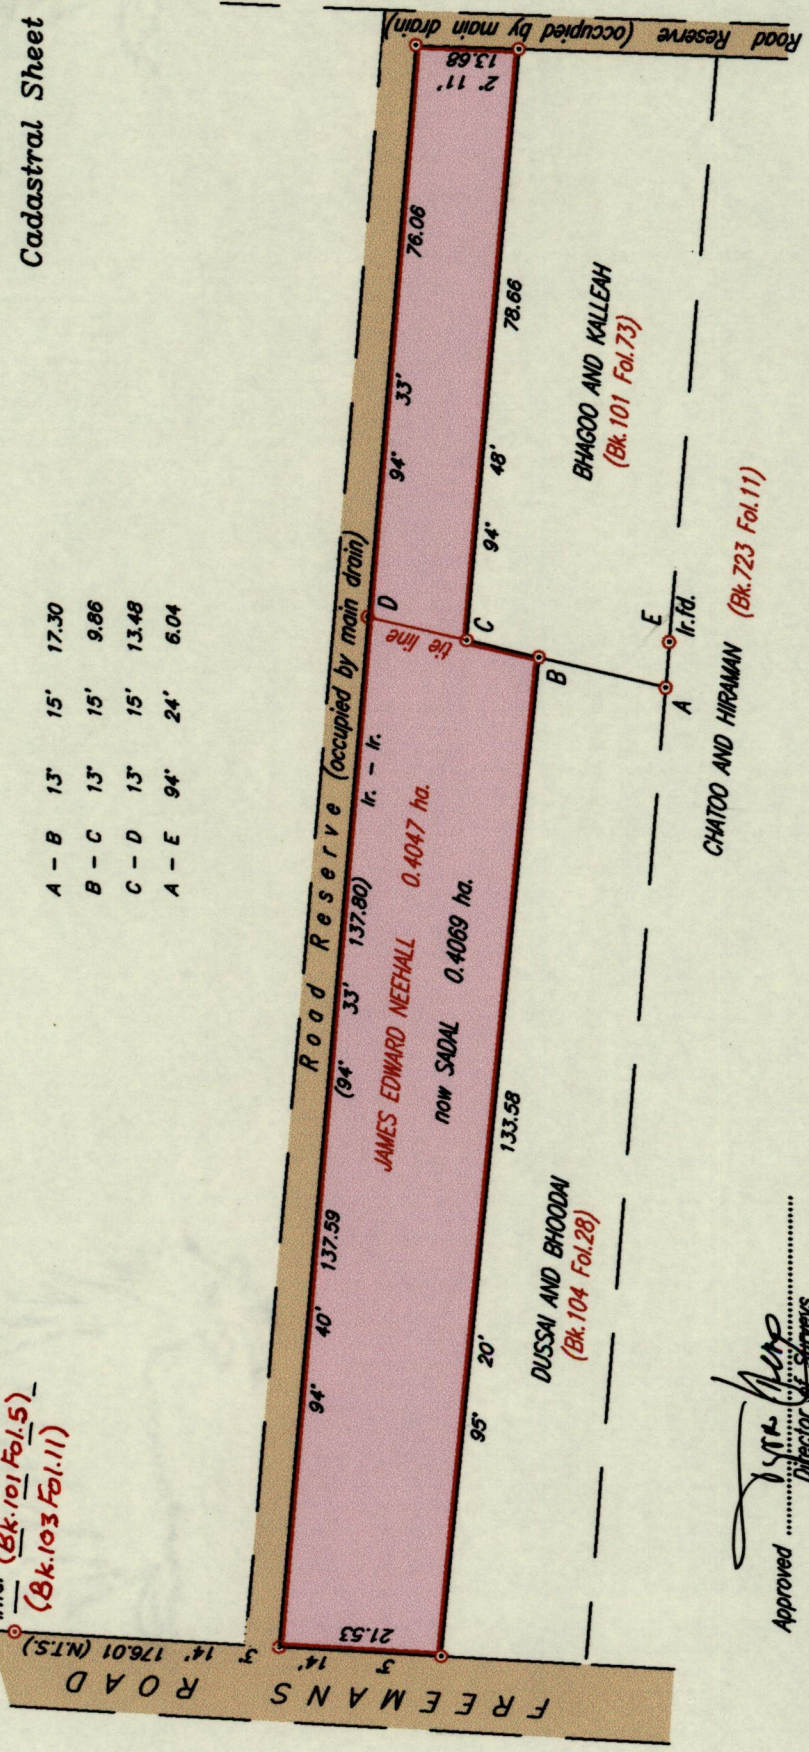 Cadastral Sheet
A - B 13° 15' 17.30
B - C 13° 15' 9.86
C - D 13° 15' 13.48
A - E 94° 24' 6.04
(Bk.101 Fol.5)
(Bk.103 Fol.11)
3° 14' 176.01 (N.T.S.)
FREEMANS ROAD
3° 14'
21.53
Road Reserve (occupied by main drain)
94° 40' 137.59
(94° 33' 137.80)
Ir. - Ir.
JAMES EDWARD NEEHALL 0.4047 ha.
now SADAL 0.4069 ha.
95° 20' 133.58
D
tie line
C
B
A
E
Ir.fd.
94° 33' 76.06
94° 48' 78.66
2° 11'
13.68
Road Reserve (occupied by main drain)
DUSSAI AND BHOODAI
(Bk.104 Fol.28)
BHAGOO AND KALLEAH
(Bk.101 Fol.73)
CHATOO AND HIRAMAN (Bk.723 Fol.11)
Approved
Director of Surveys